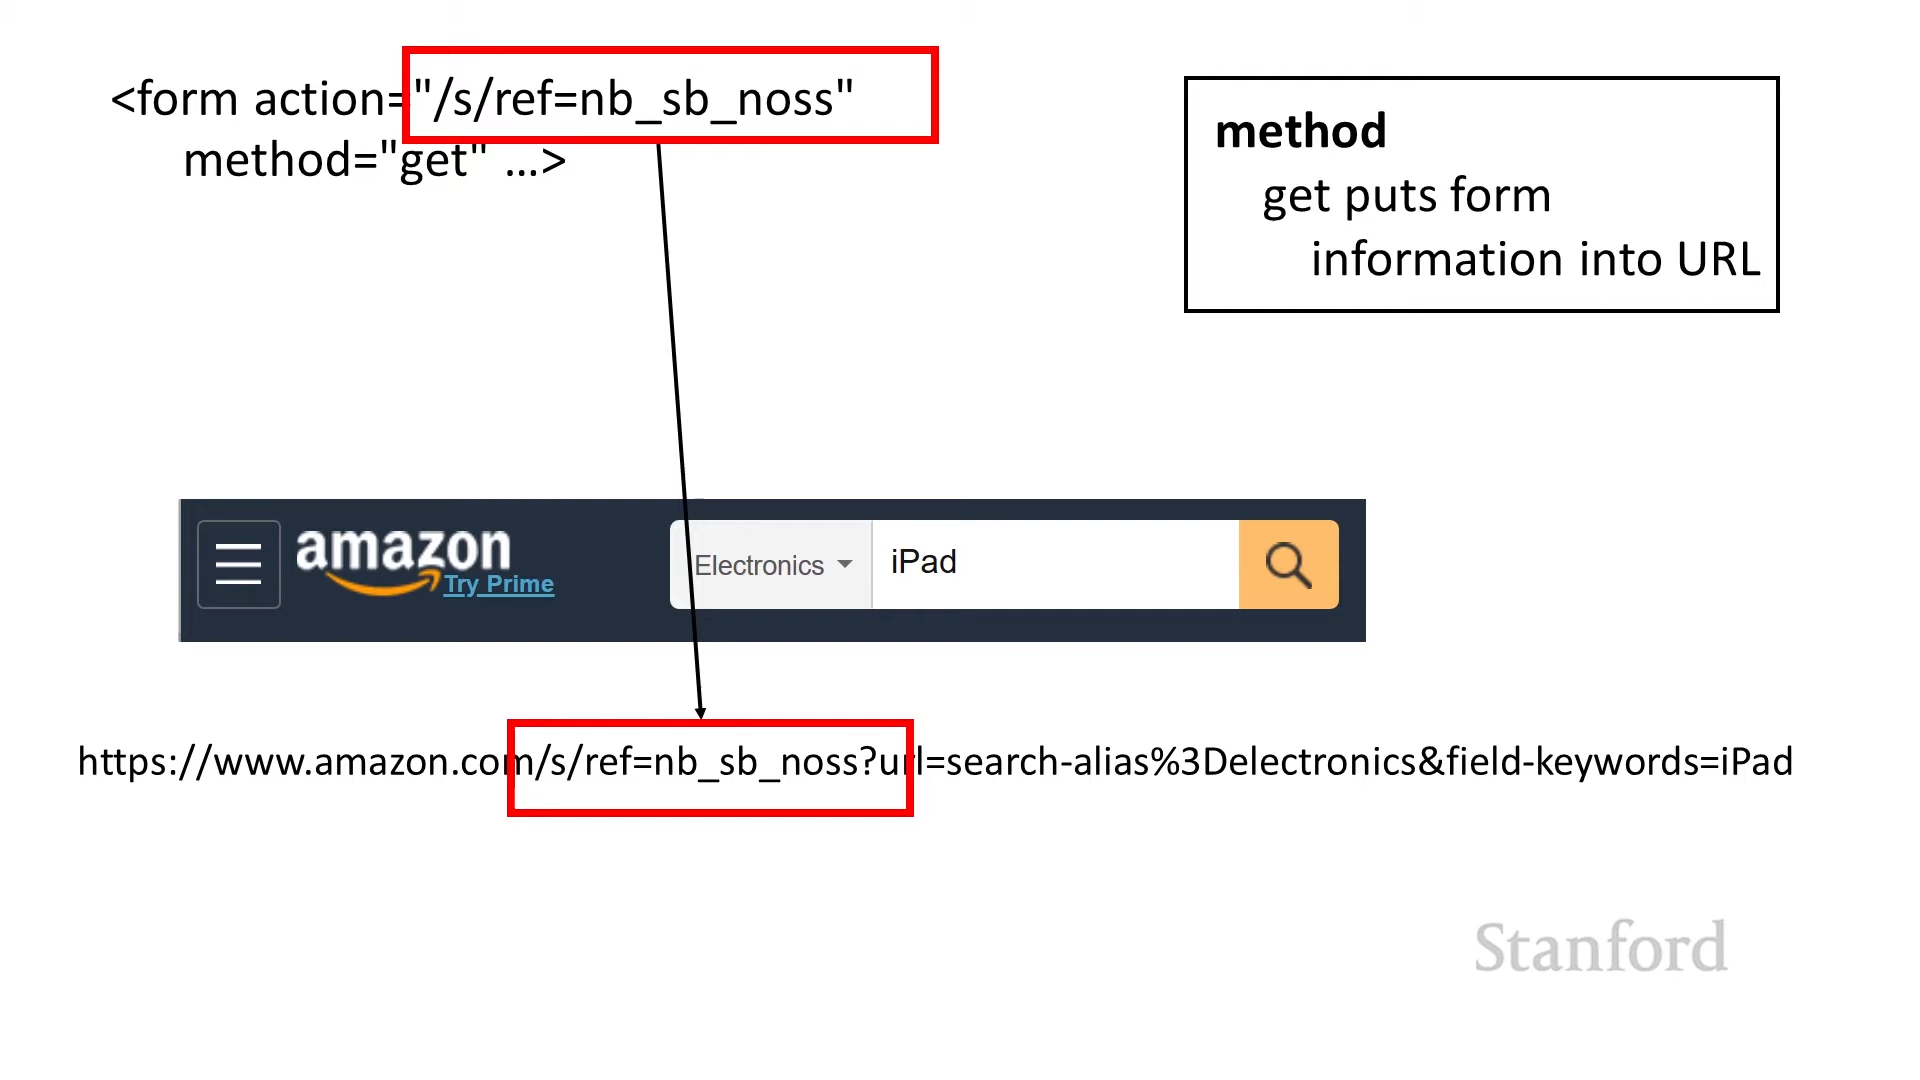 <form action="/s/ref=nb_sb_noss"
method="get" ...>
method
get puts form
information into URL
amazon
Try Prime
Electronics
iPad
https://www.amazon.com/s/ref=nb_sb_noss?url=search-alias%3Delectronics&field-keywords=iPad
Stanford